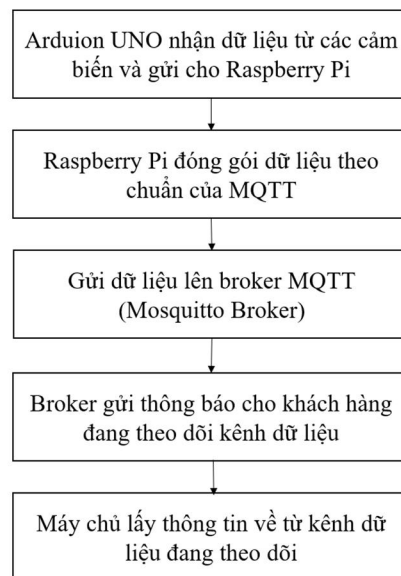 Arduion UNO nhận dữ liệu từ các cảm
biến và gửi cho Raspberry Pi
Raspberry Pi đóng gói dữ liệu theo
chuẩn của MQTT
Gửi dữ liệu lên broker MQTT
(Mosquitto Broker)
Broker gửi thông báo cho khách hàng
đang theo dõi kênh dữ liệu
Máy chủ lấy thông tin về từ kênh dữ
liệu đang theo dõi